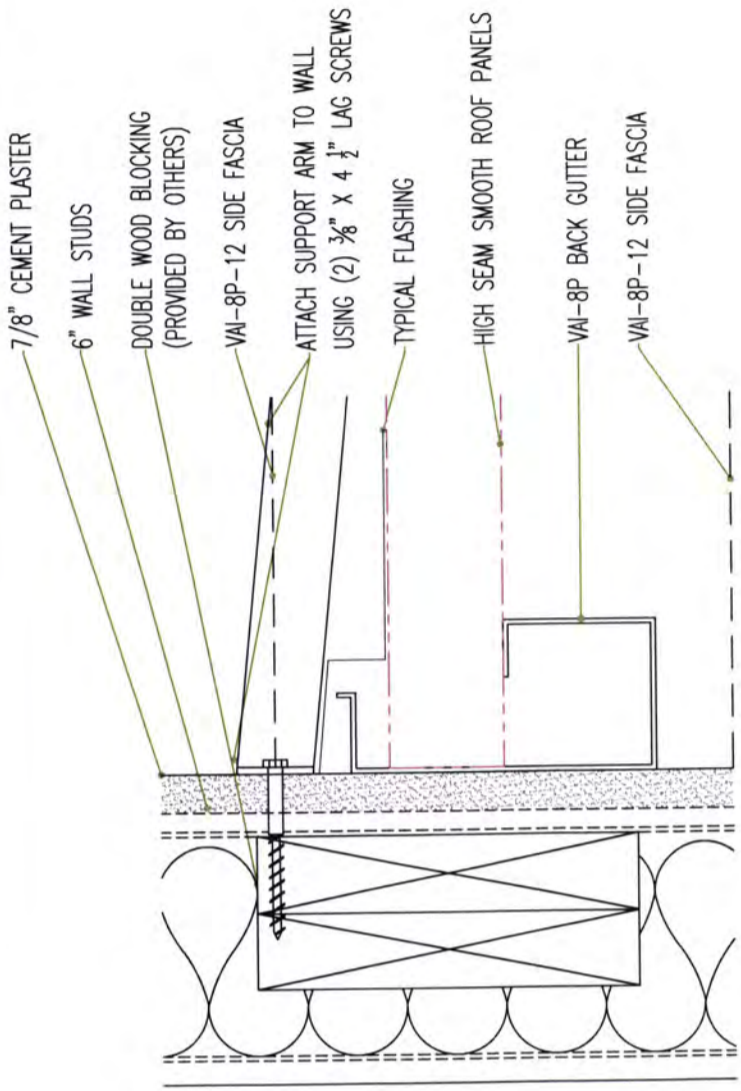 7/8" CEMENT PLASTER
6" WALL STUDS
DOUBLE WOOD BLOCKING
(PROVIDED BY OTHERS)
VAI-8P-12 SIDE FASCIA
ATTACH SUPPORT ARM TO WALL
USING (2) 3/8" X 4 1/2" LAG SCREWS
TYPICAL FLASHING
HIGH SEAM SMOOTH ROOF PANELS
VAI-8P BACK GUTTER
VAI-8P-12 SIDE FASCIA